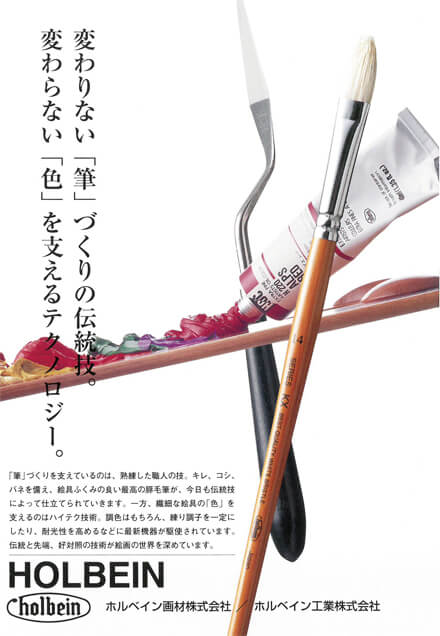 変わりない「筆」づくりの伝統技。
変わらない「色」を支えるテクノロジー。
ALP'S
RED
H220
14
SERIES KX
「筆」づくりを支えているのは、熟練した職人の技。キレ、コシ、
バネを備え、絵具ふくみの良い最高の豚毛筆が、今日も伝統技
によって仕立てられていきます。一方、繊細な絵具の「色」を
支えるのはハイテク技術。調色はもちろん、練り調子を一定に
したり、耐光性を高めるなどに最新機器が駆使されています。
伝統と先端、好対照の技術が絵画の世界を深めています。
HOLBEIN
holbein
ホルベイン画材株式会社／ホルベイン工業株式会社